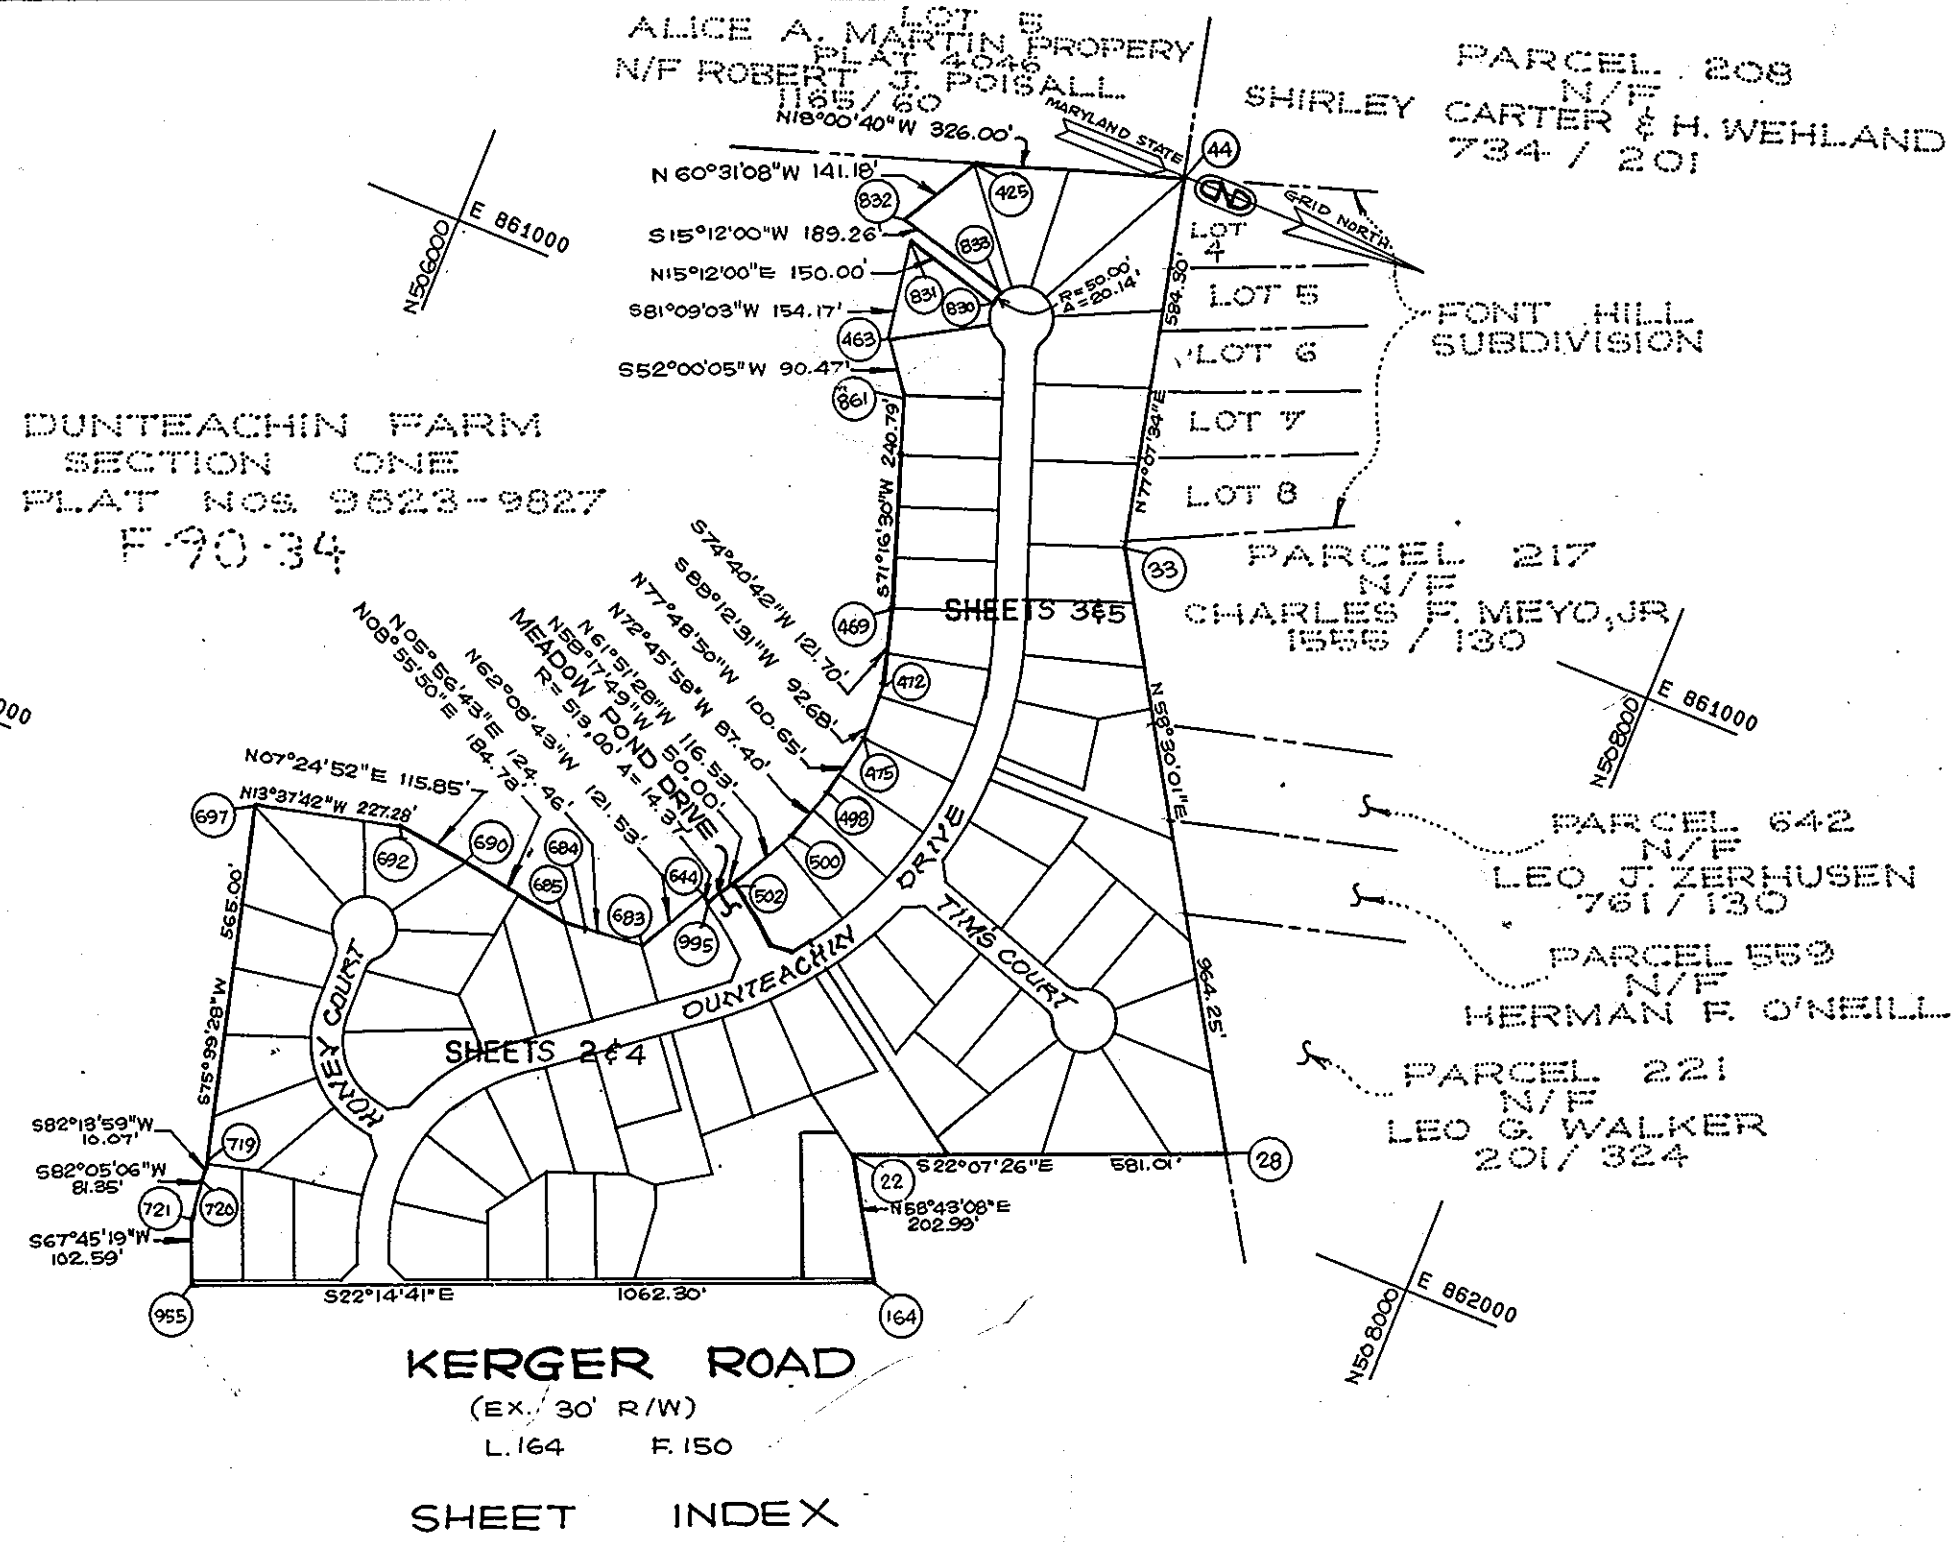 LOT 5
ALICE A. MARTIN PROPERY
PLAT 4046
N/F ROBERT J. POISALL
1165/60
N18°00'40"W 326.00'
MARYLAND STATE
GRID NORTH
PARCEL 208
N/F
SHIRLEY CARTER & H. WEHLAND
734 / 201
44
N 60°31'08"W 141.18'
832
425
S15°12'00"W 189.26'
833
N15°12'00"E 150.00'
831
830
R=50.00'
A=20.14'
S81°09'03"W 154.17'
463
S52°00'05"W 90.47'
861
E 861000
N506000
LOT 4
LOT 5
LOT 6
LOT 7
LOT 8
584.90'
N77°07'34"E
FONT HILL
SUBDIVISION
DUNTEACHIN FARM
SECTION ONE
PLAT NOS. 9823-9827
F-90-34
S71°16'30"W 240.79'
33
PARCEL 217
N/F
CHARLES F. MEYO, JR
1555 / 130
469
SHEETS 3&5
472
S74°40'42"W 121.70'
S88°12'31"W 92.68'
N77°48'50"W 100.65'
N72°45'58"W 87.40'
N61°51'28"W 116.53'
N58°17'49"W 50.00'
MEADOW POND DRIVE
R=513.00' A=14.37'
N62°08'43"W 121.53'
N05°56'43"E 124.46'
N08°55'50"E 184.78'
000
475
498
500
502
N58°30'01"E
964.25'
E 861000
N508000
N07°24'52"E 115.85'
N13°37'42"W 227.28'
697
692
690
684
685
683
644
995
PARCEL 642
N/F
LEO J. ZERHUSEN
761 / 130
PARCEL 559
N/F
HERMAN F. O'NEILL
PARCEL 221
N/F
LEO G. WALKER
201 / 324
565.00'
S75°99'28"W
HONEY COURT
DUNTEACHIN DRIVE
TIMS COURT
SHEETS 2&4
S82°13'59"W
10.07'
719
S82°05'06"W
81.35'
721
720
S67°45'19"W
102.59'
955
S22°14'41"E 1062.30'
164
22
S22°07'26"E 581.01'
28
N58°43'08"E
202.99'
E 862000
N508000
KERGER ROAD
(EX. 30' R/W)
L. 164 F. 150
SHEET INDEX